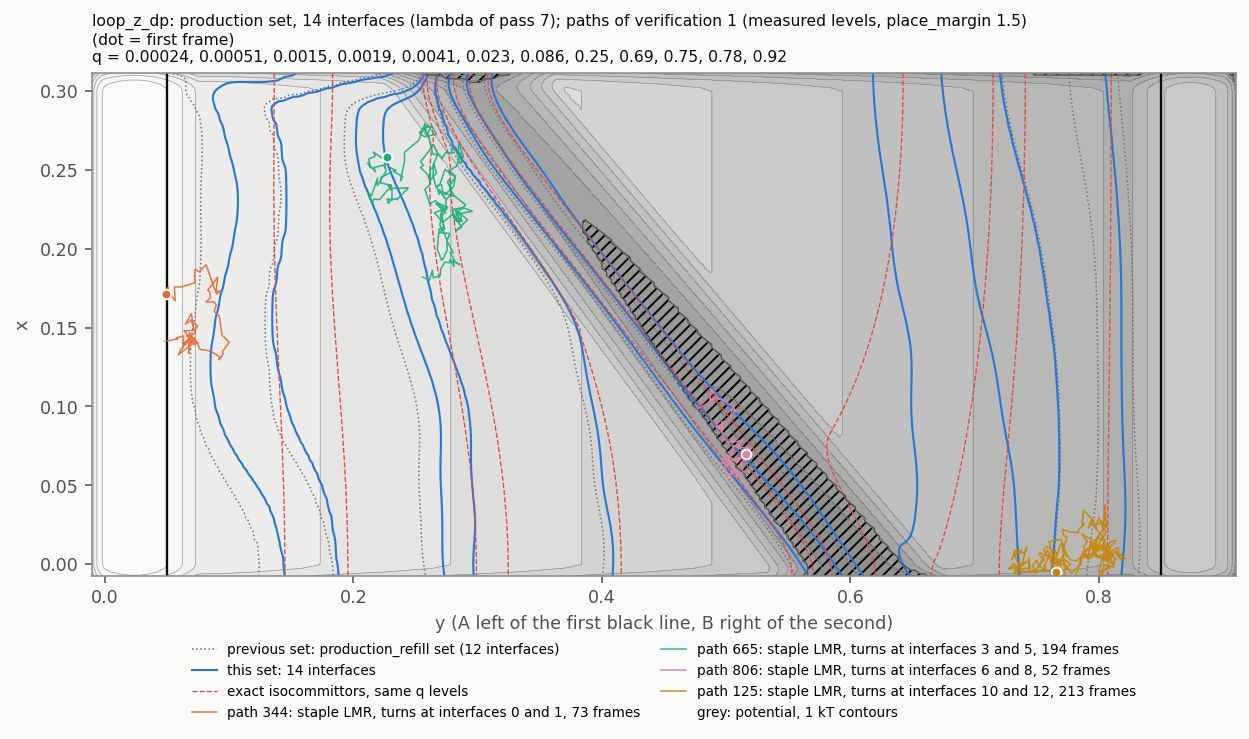 loop_z_dp: production set, 14 interfaces (lambda of pass 7); paths of verification 1 (measured levels, place_margin 1.5)
(dot = first frame)
q = 0.00024, 0.00051, 0.0015, 0.0019, 0.0041, 0.023, 0.086, 0.25, 0.69, 0.75, 0.78, 0.92
0.30
0.25
0.20
0.15
0.10
0.05
0.00
x
0.0
0.2
0.4
0.6
0.8
y (A left of the first black line, B right of the second)
previous set: production_refill set (12 interfaces)
this set: 14 interfaces
exact isocommittors, same q levels
path 344: staple LMR, turns at interfaces 0 and 1, 73 frames
path 665: staple LMR, turns at interfaces 3 and 5, 194 frames
path 806: staple LMR, turns at interfaces 6 and 8, 52 frames
path 125: staple LMR, turns at interfaces 10 and 12, 213 frames
grey: potential, 1 kT contours